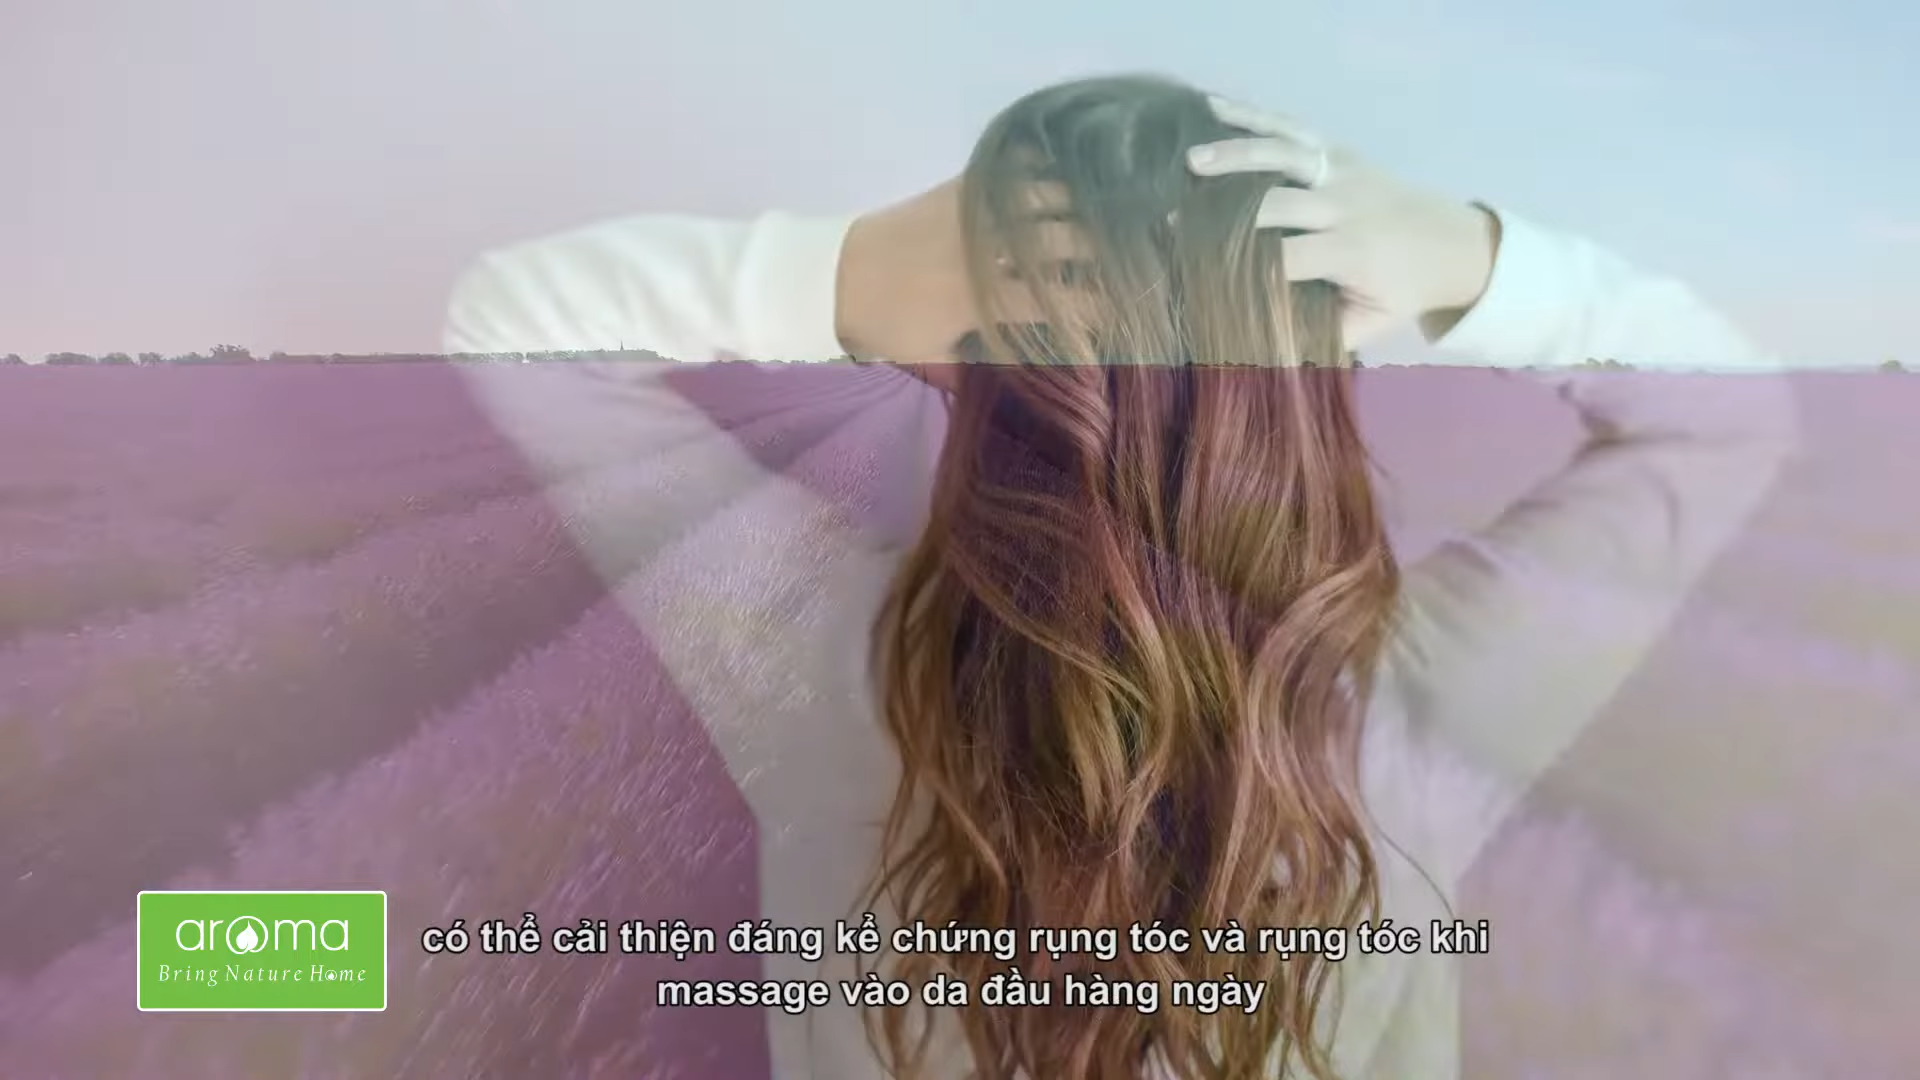 aroma
Bring Nature Home
có thể cải thiện đáng kể chứng rụng tóc và rụng tóc khi
massage vào da đầu hàng ngày